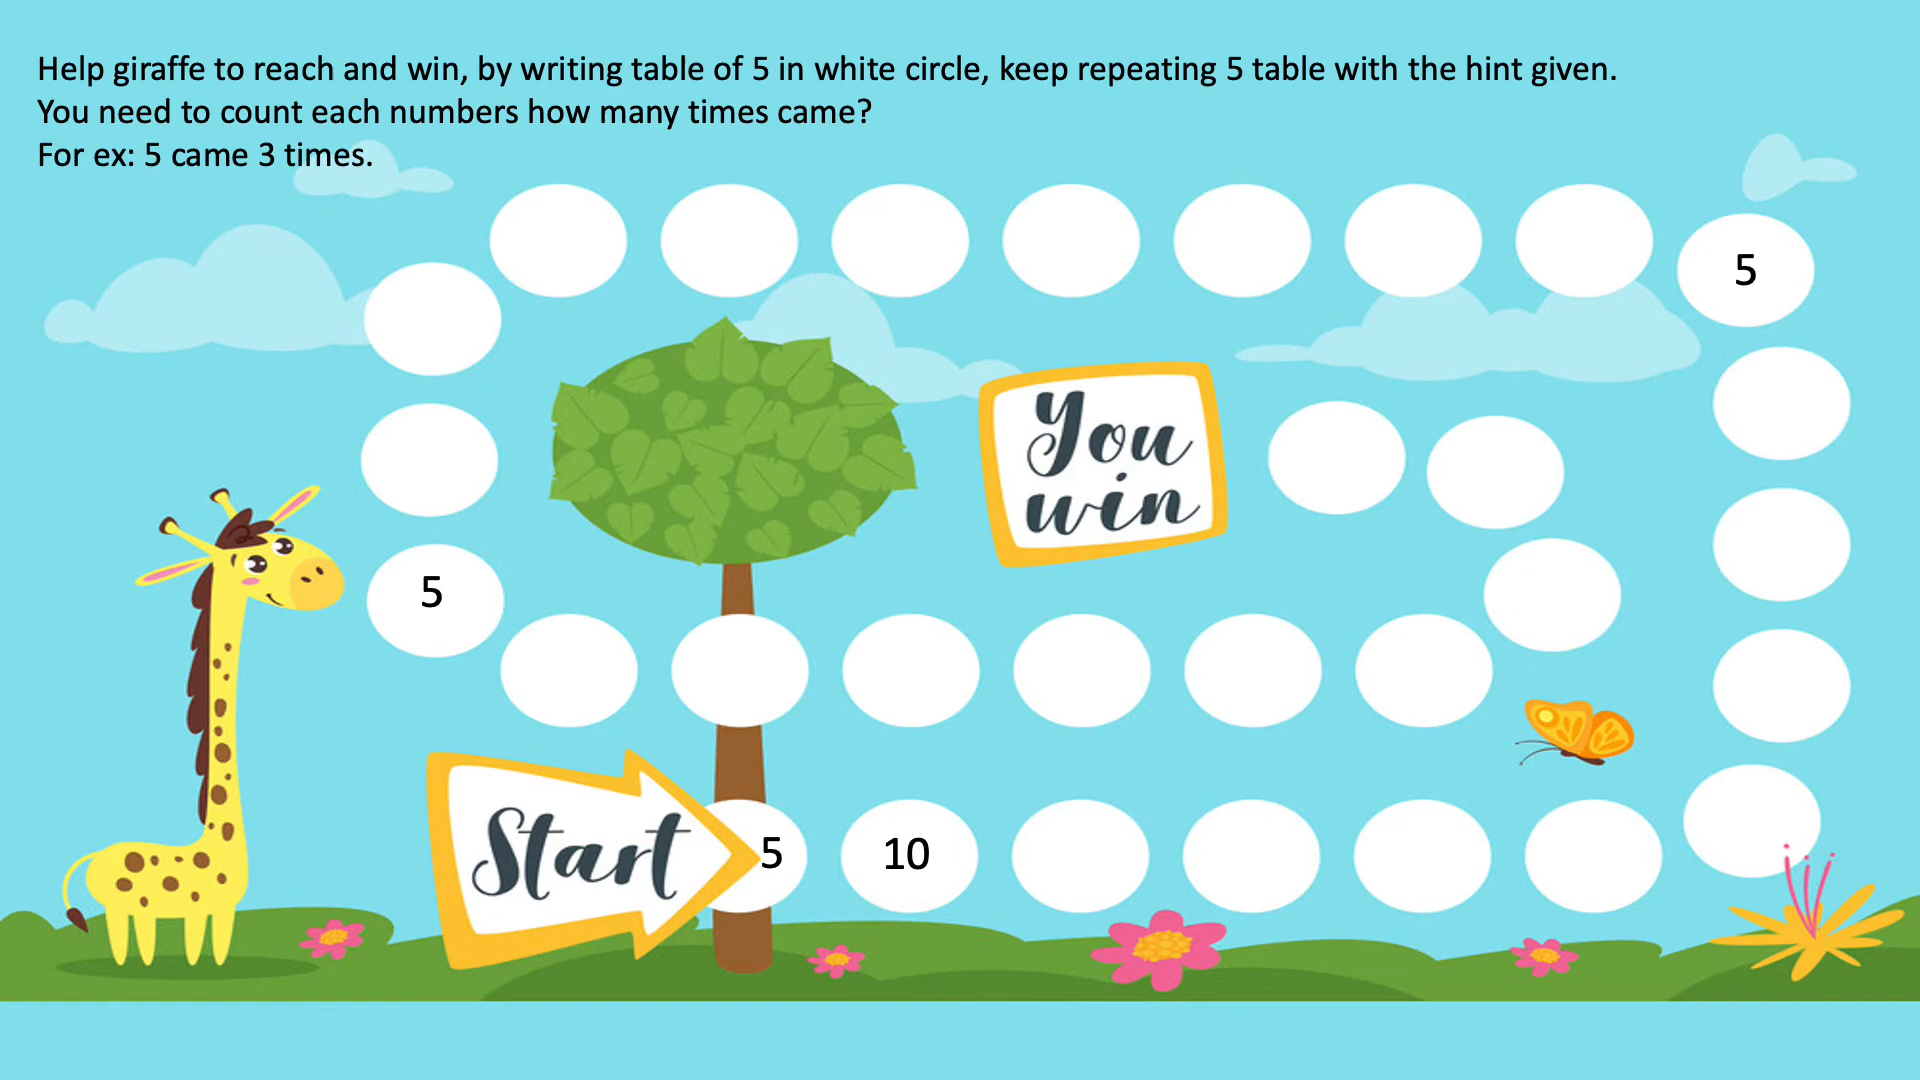 Help giraffe to reach and win, by writing table of 5 in white circle, keep repeating 5 table with the hint given.
You need to count each numbers how many times came?
For ex: 5 came 3 times.
5
You
win
5
Start
5
10